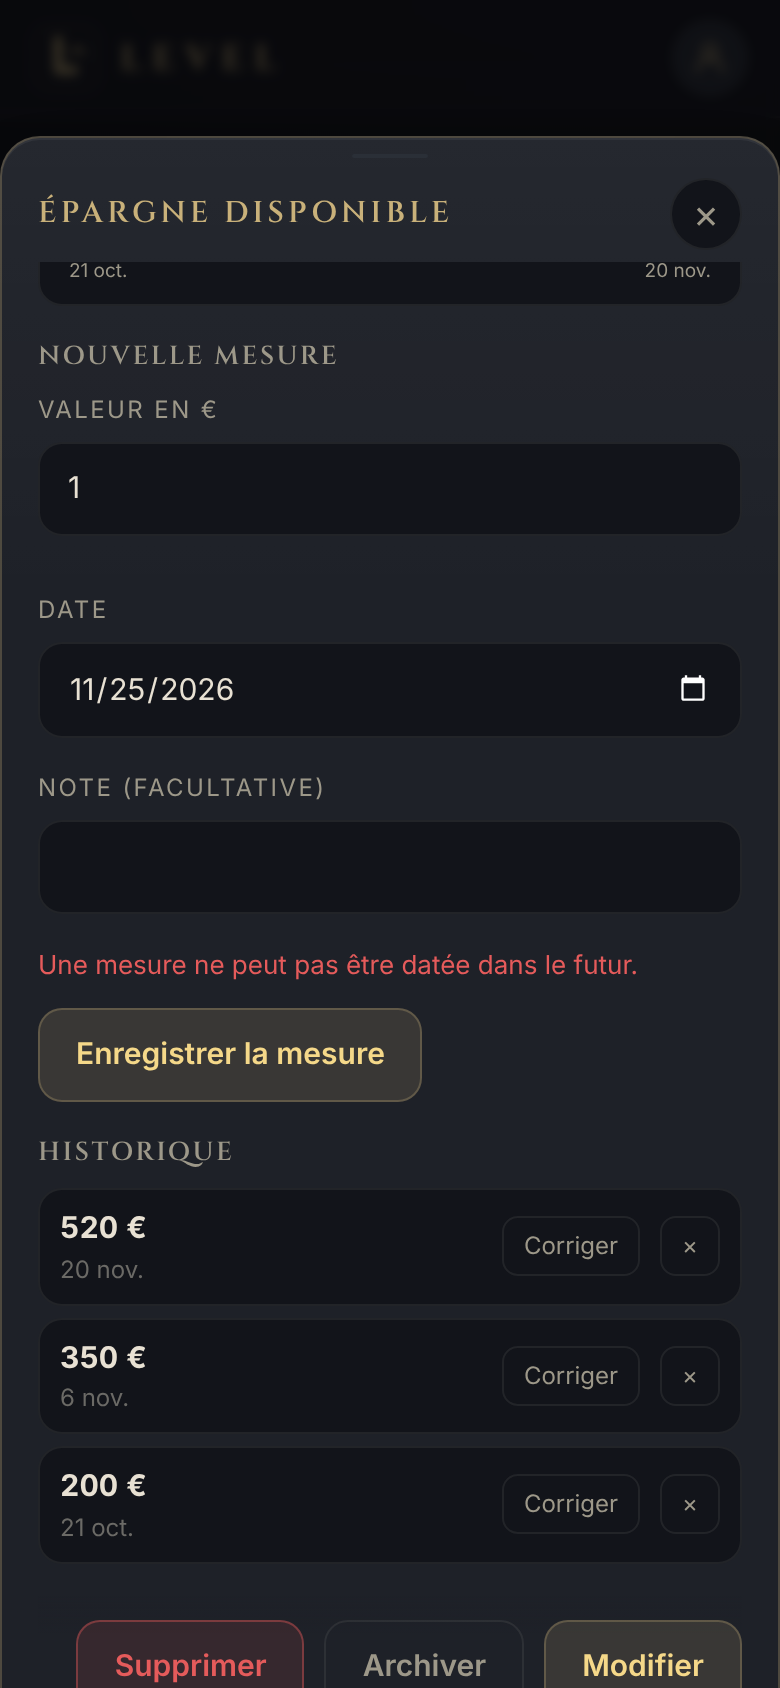 LEVEL
ÉPARGNE DISPONIBLE
×
21 oct.
20 nov.
NOUVELLE MESURE
VALEUR EN €
1
DATE
11/25/2026
NOTE (FACULTATIVE)
Une mesure ne peut pas être datée dans le futur.
Enregistrer la mesure
HISTORIQUE
520 €
20 nov.
Corriger
×
350 €
6 nov.
Corriger
×
200 €
21 oct.
Corriger
×
Supprimer
Archiver
Modifier